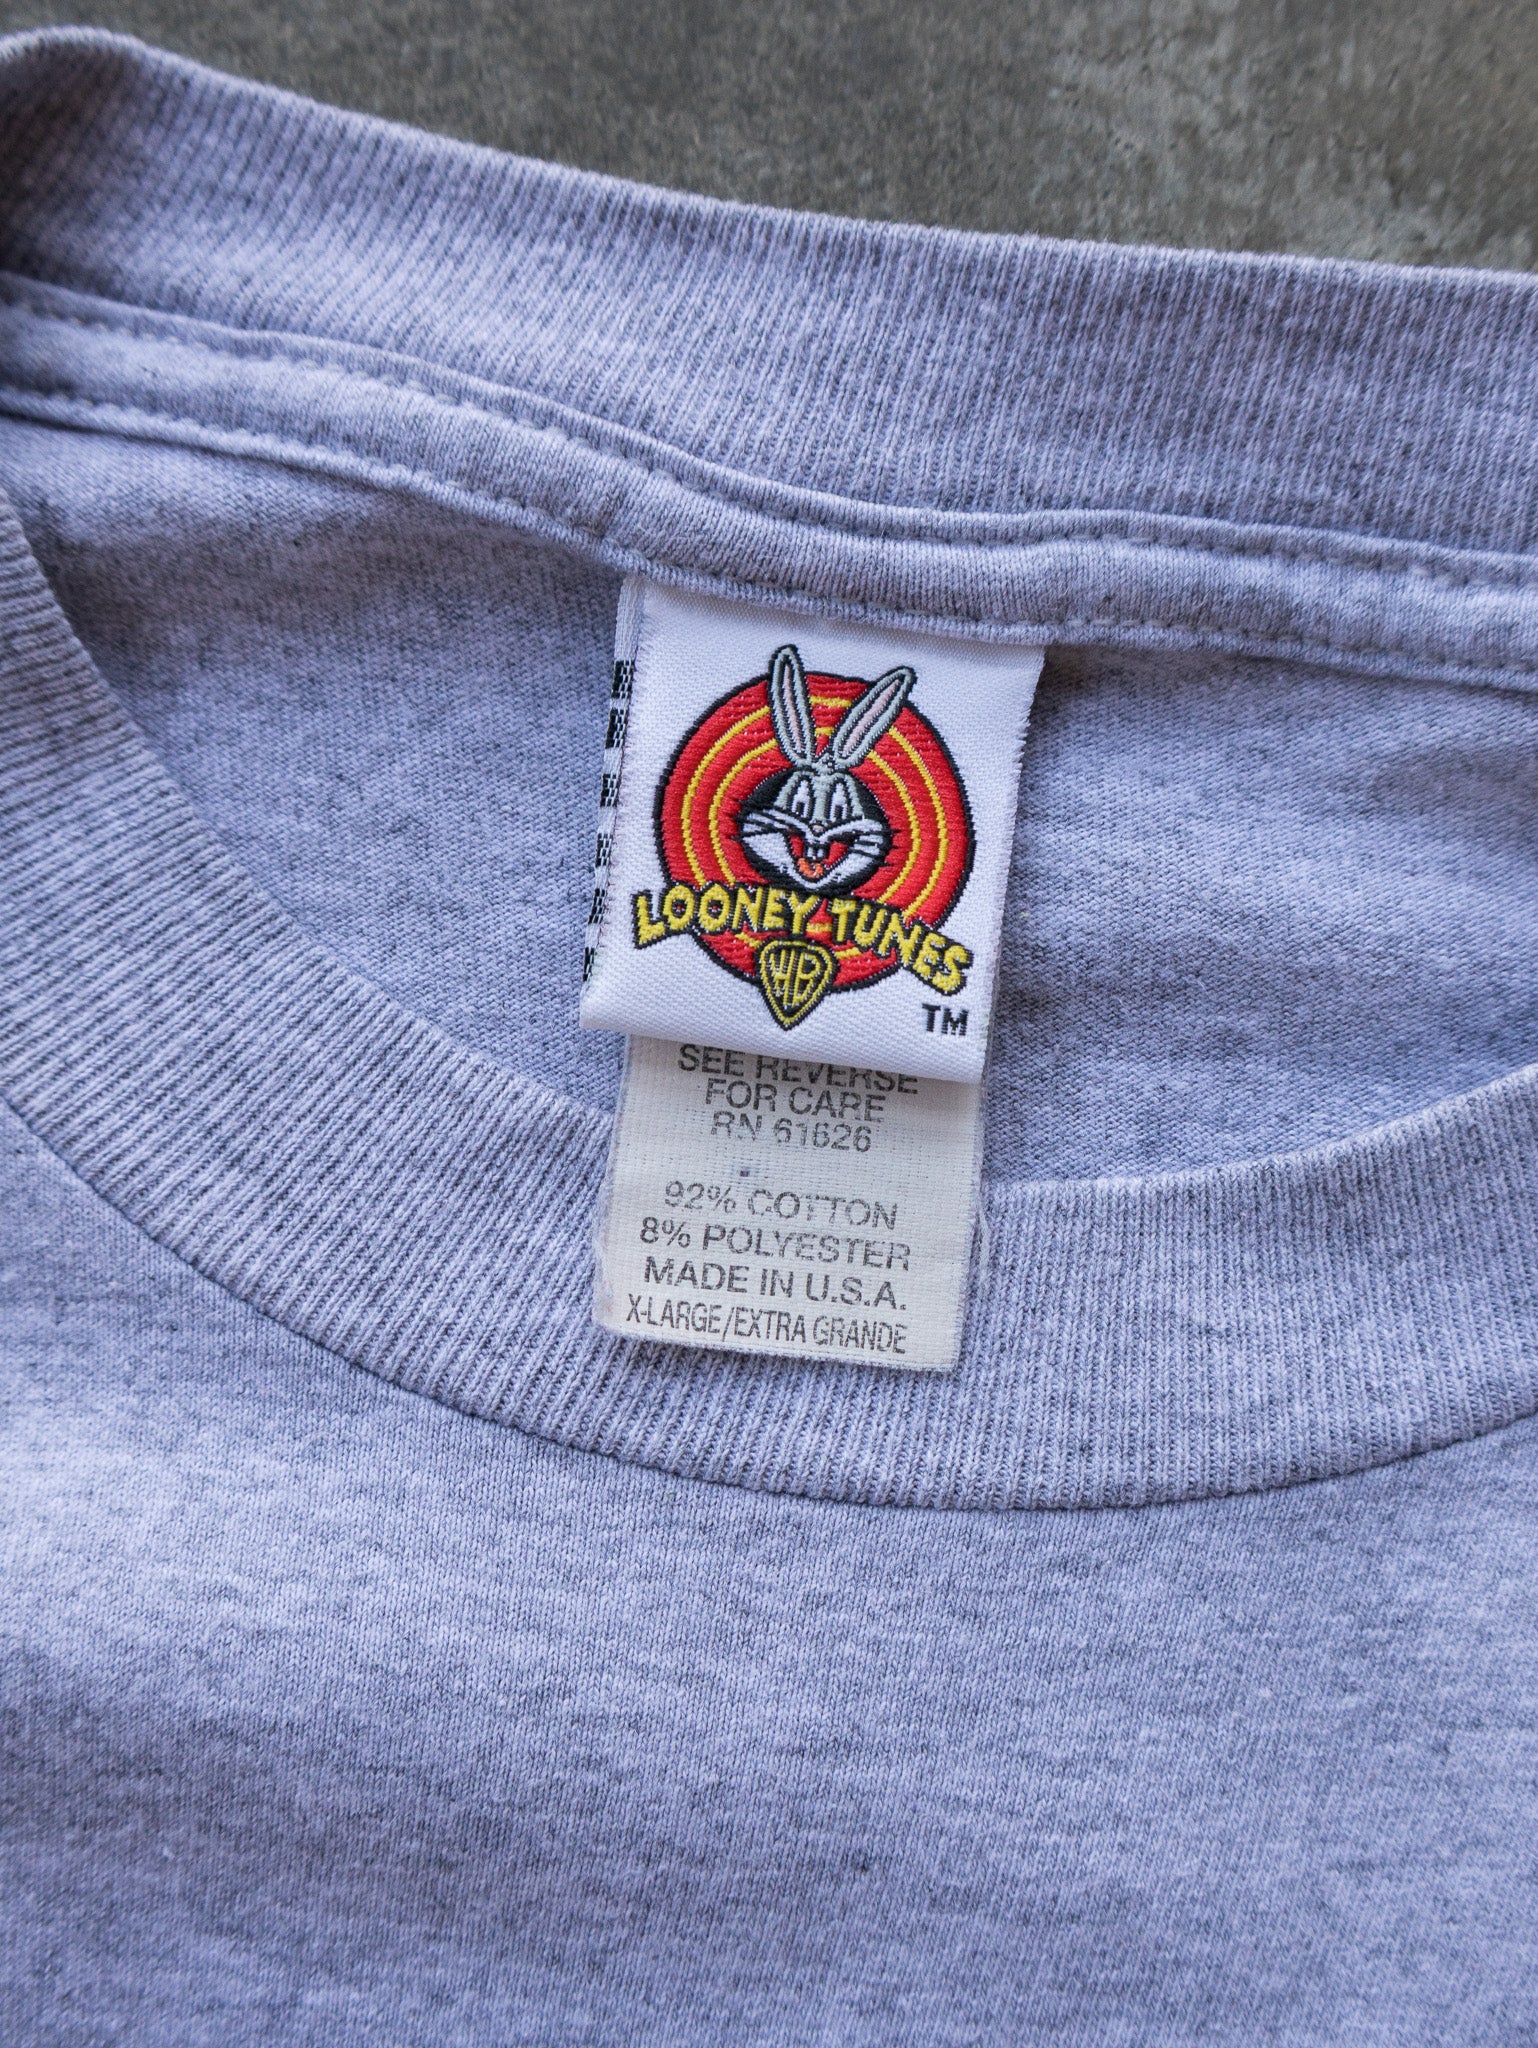 LOONEY TUNES
WB
TM
SEE REVERSE
FOR CARE
RN 61626
92% COTTON
8% POLYESTER
MADE IN U.S.A.
X-LARGE/EXTRA GRANDE